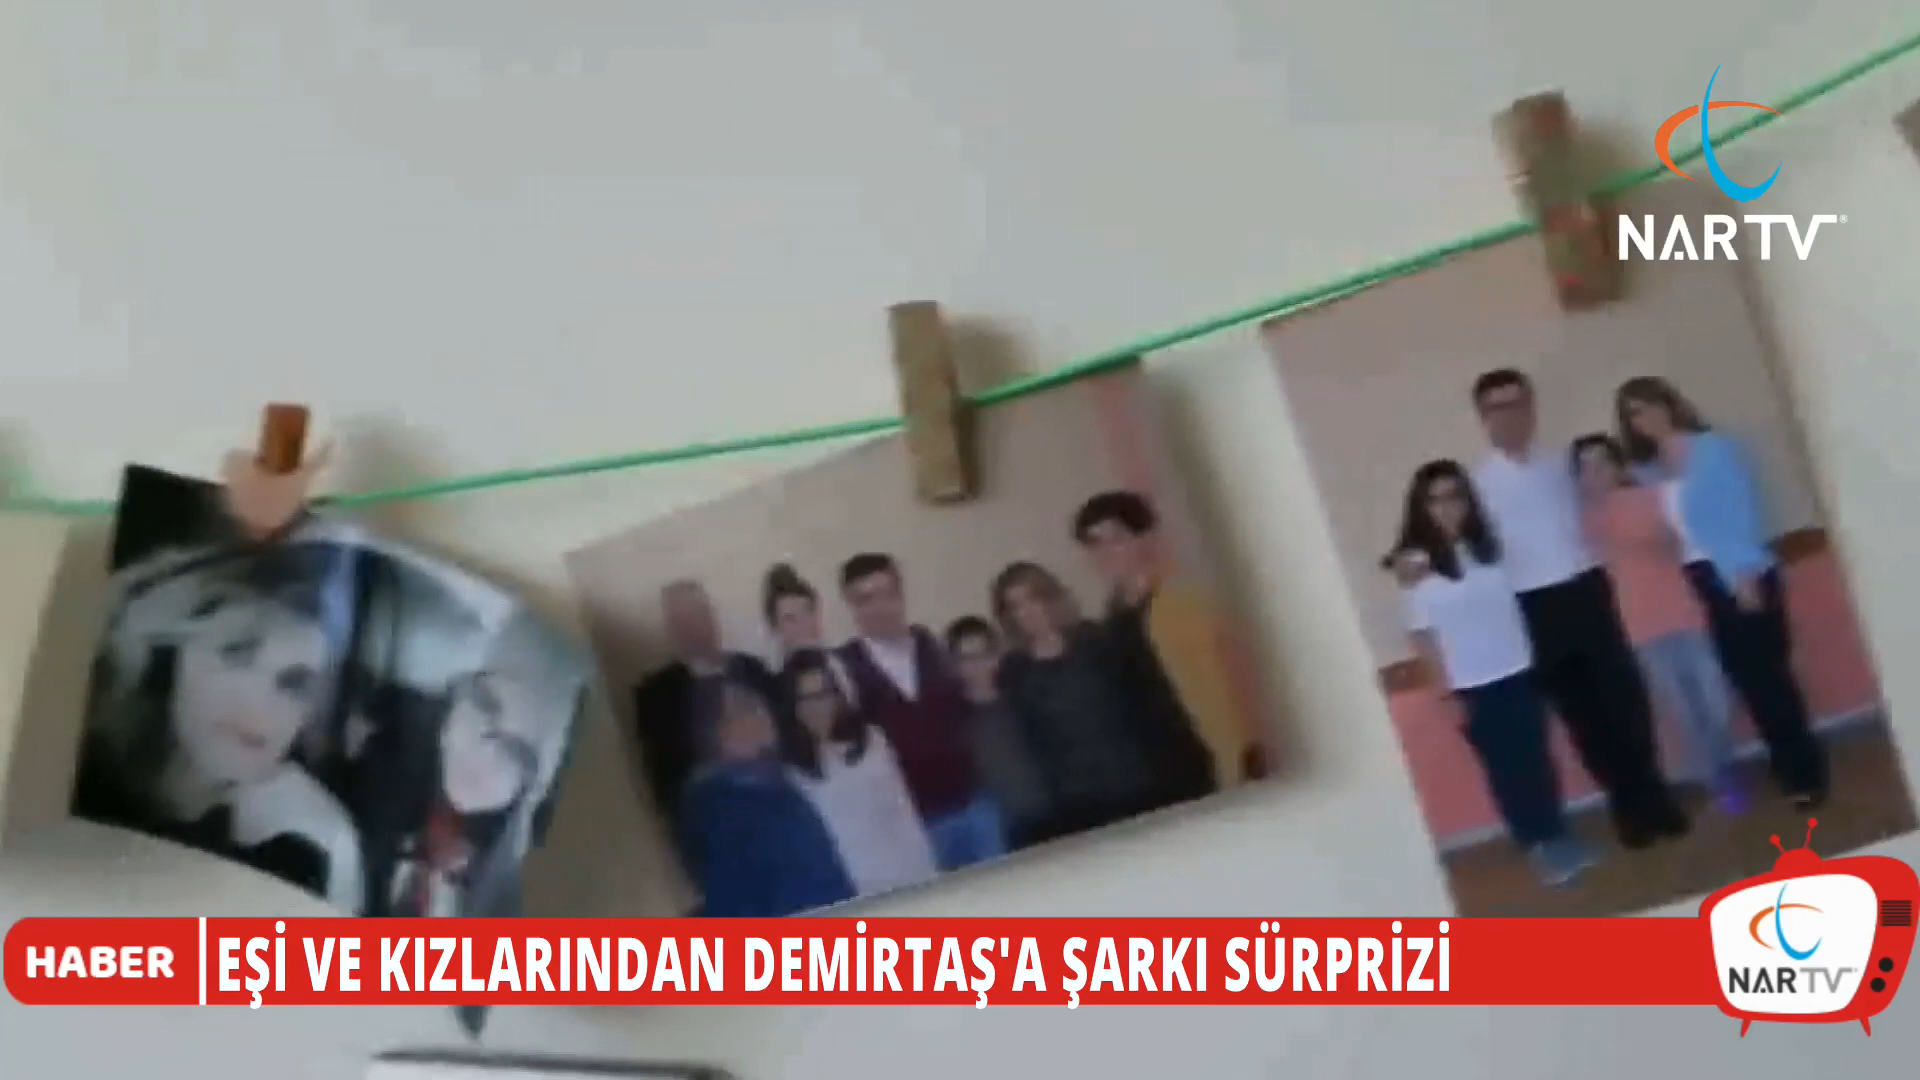 NARTV®
HABER
EŞİ VE KIZLARINDAN DEMİRTAŞ'A ŞARKI SÜRPRİZİ
NARTV